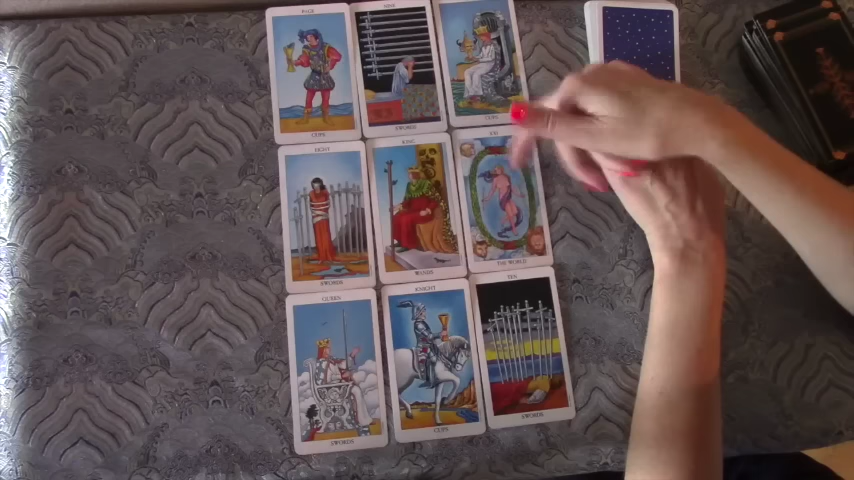 PAGE
CUPS
NINE
SWORDS
CUPS
EIGHT
SWORDS
KING
WANDS
XXI
THE WORLD
QUEEN
SWORDS
KNIGHT
CUPS
TEN
SWORDS